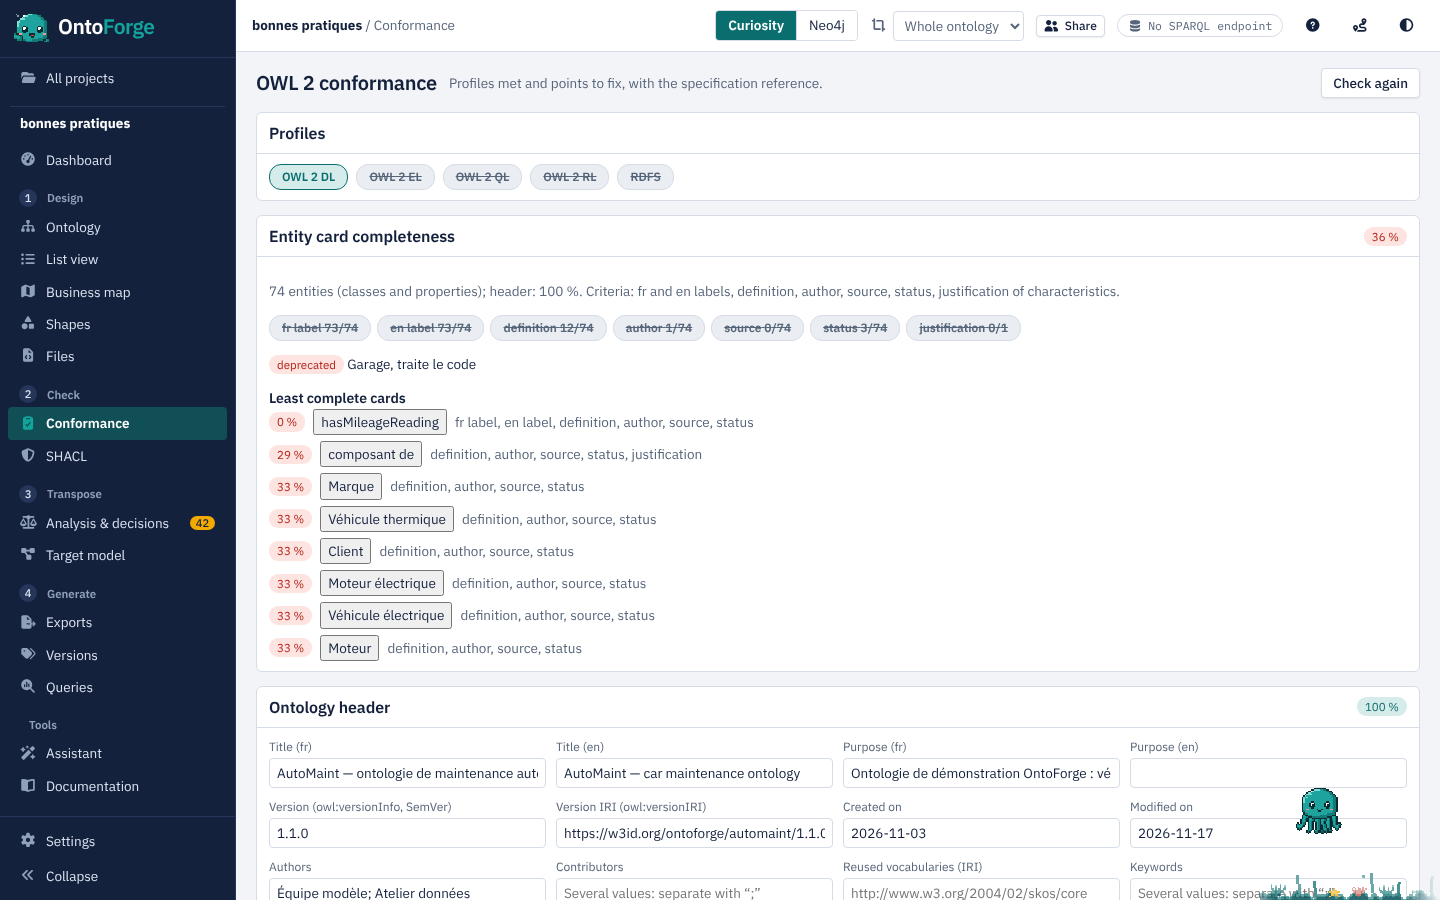 OntoForge
bonnes pratiques / Conformance
Curiosity
Neo4j
Whole ontology
Share
No SPARQL endpoint
All projects
bonnes pratiques
Dashboard
1 Design
Ontology
List view
Business map
Shapes
Files
2 Check
Conformance
SHACL
3 Transpose
Analysis & decisions 42
Target model
4 Generate
Exports
Versions
Queries
Tools
Assistant
Documentation
Settings
Collapse
OWL 2 conformance Profiles met and points to fix, with the specification reference.
Check again
Profiles
OWL 2 DL OWL 2 EL OWL 2 QL OWL 2 RL RDFS
Entity card completeness 36 %
74 entities (classes and properties); header: 100 %. Criteria: fr and en labels, definition, author, source, status, justification of characteristics.
fr label 73/74 en label 73/74 definition 12/74 author 1/74 source 0/74 status 3/74 justification 0/1
deprecated Garage, traite le code
Least complete cards
0 % hasMileageReading fr label, en label, definition, author, source, status
29 % composant de definition, author, source, status, justification
33 % Marque definition, author, source, status
33 % Véhicule thermique definition, author, source, status
33 % Client definition, author, source, status
33 % Moteur électrique definition, author, source, status
33 % Véhicule électrique definition, author, source, status
33 % Moteur definition, author, source, status
Ontology header 100 %
Title (fr) Title (en) Purpose (fr) Purpose (en)
AutoMaint — ontologie de maintenance aut AutoMaint — car maintenance ontology Ontologie de démonstration OntoForge : vé
Version (owl:versionInfo, SemVer) Version IRI (owl:versionIRI) Created on Modified on
1.1.0 https://w3id.org/ontoforge/automaint/1.1.0 2026-11-03 2026-11-17
Authors Contributors Reused vocabularies (IRI) Keywords
Équipe modèle; Atelier données Several values: separate with “;” http://www.w3.org/2004/02/skos/core Several values: separate with “;”